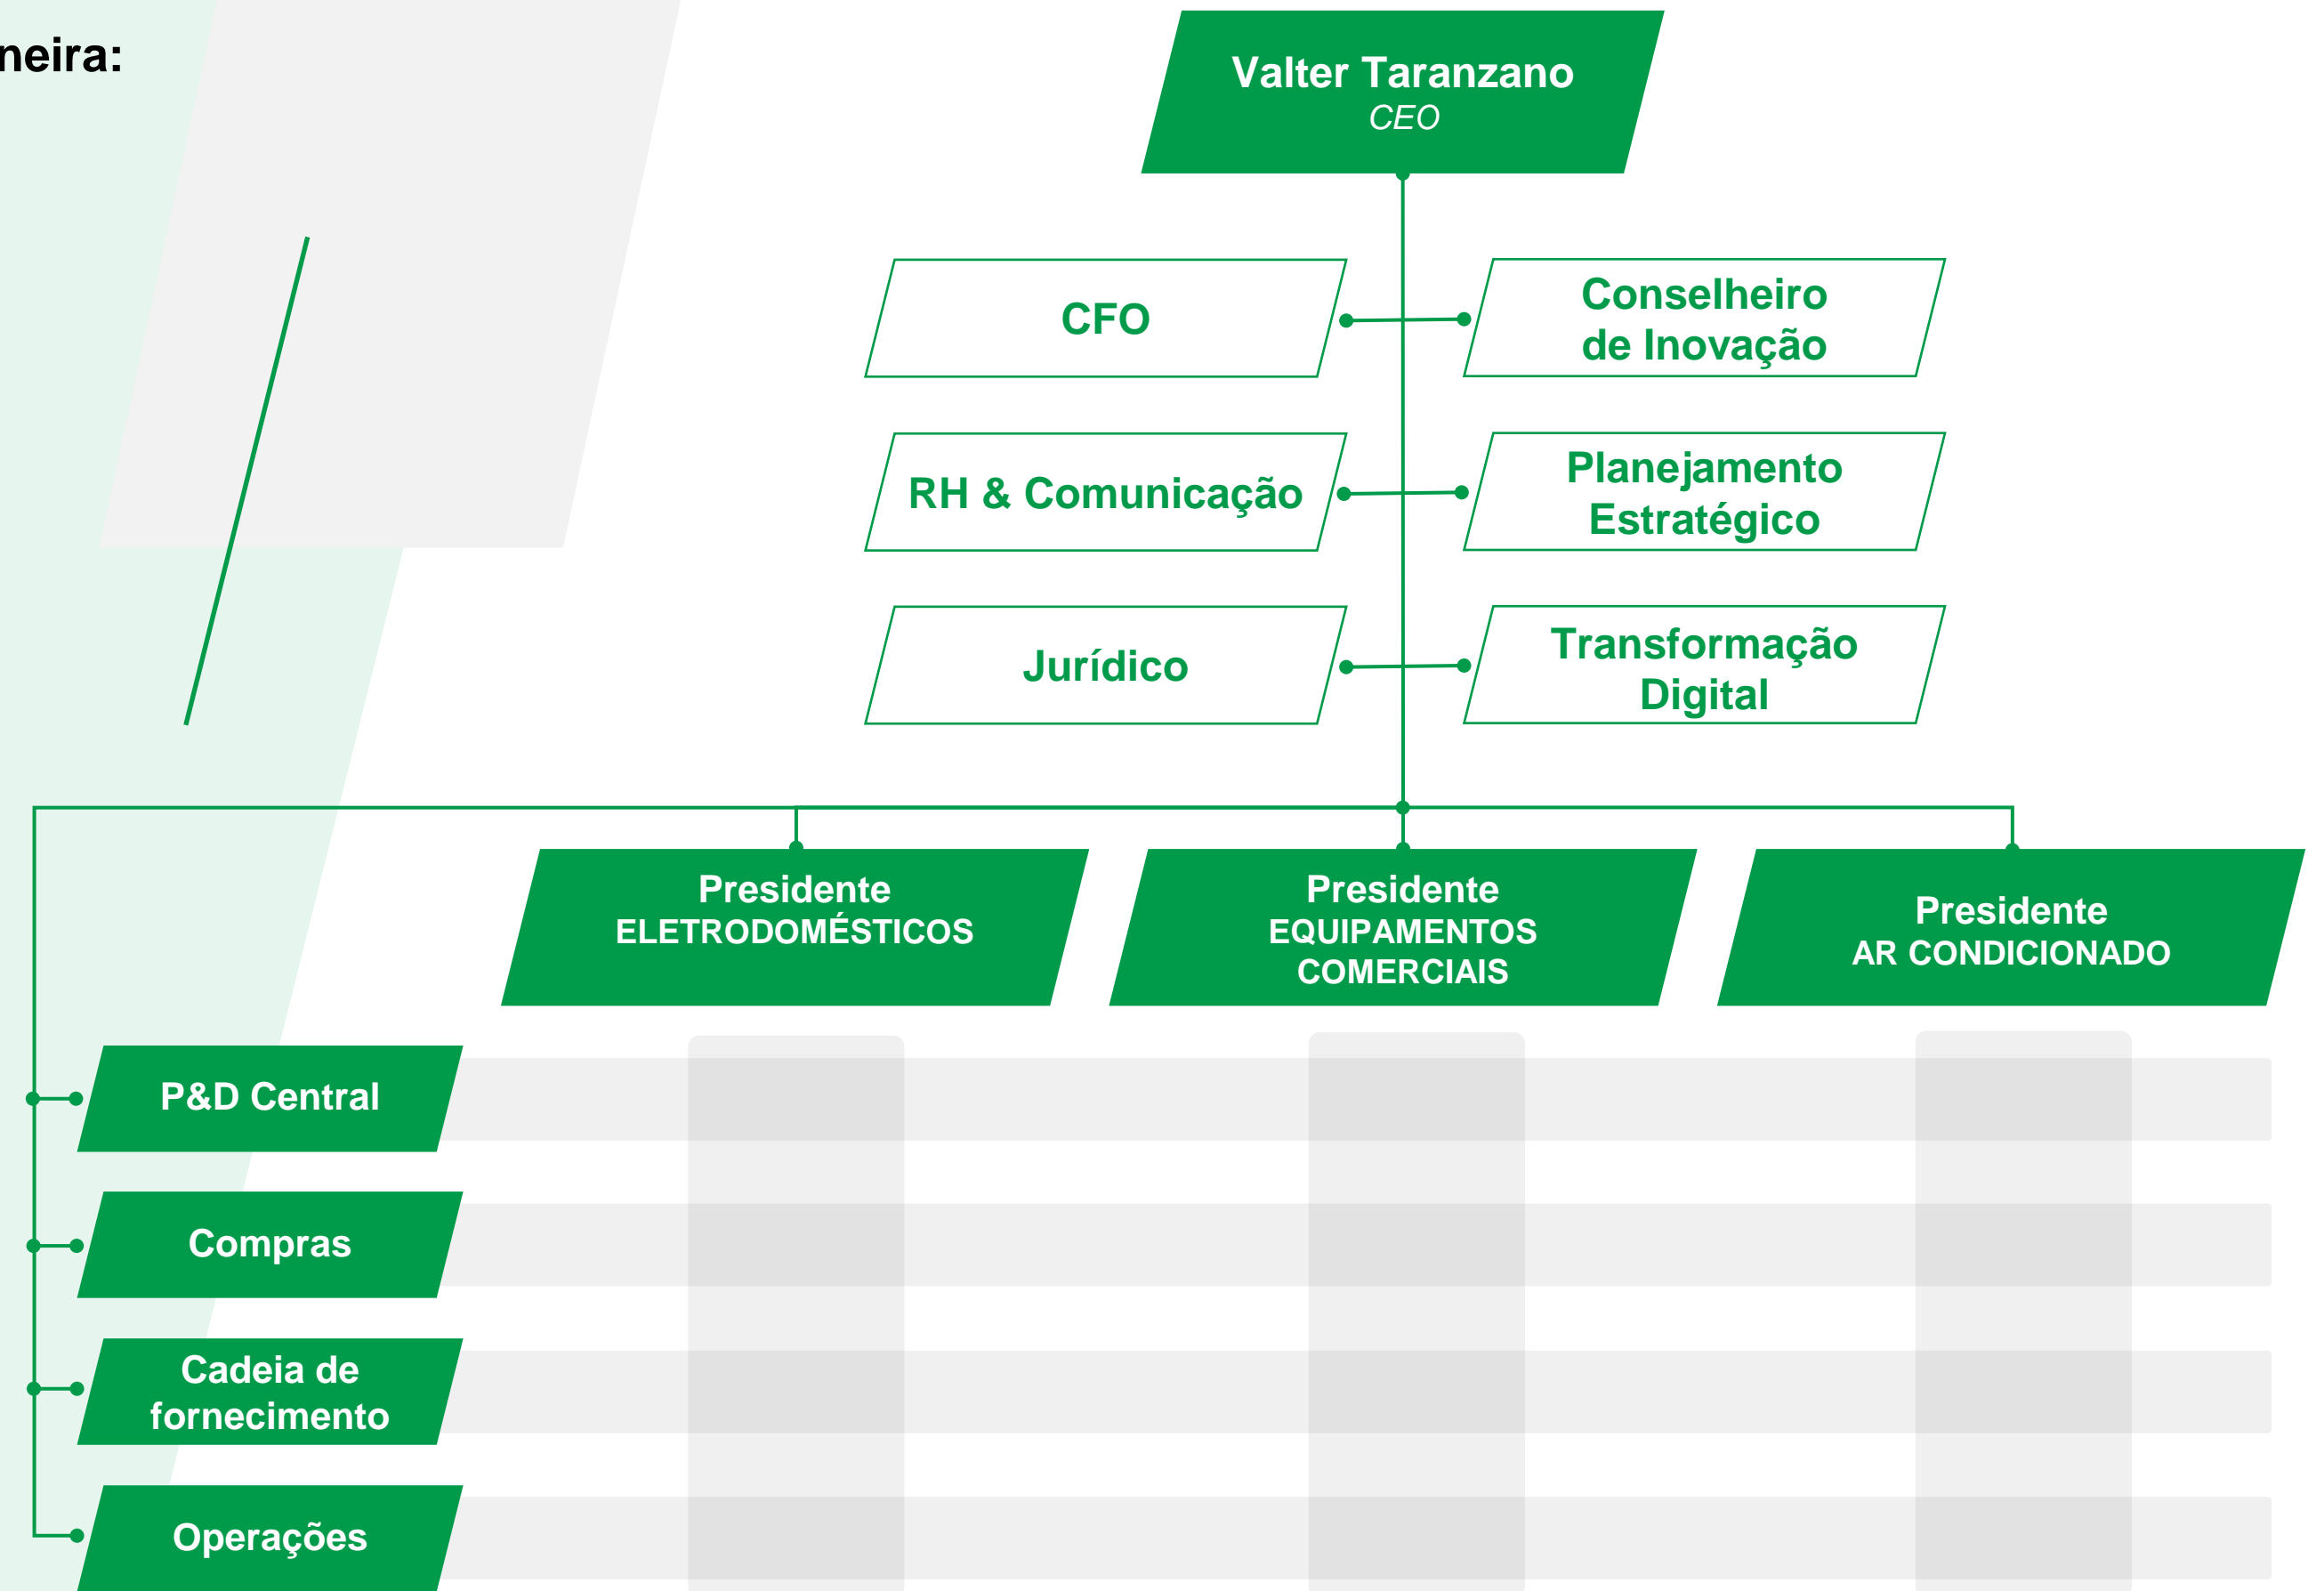 Valter Taranzano
CEO
CFO
Conselheiro
de Inovação
RH & Comunicação
Planejamento
Estratégico
Jurídico
Transformação
Digital
Presidente
ELETRODOMÉSTICOS
Presidente
EQUIPAMENTOS
COMERCIAIS
Presidente
AR CONDICIONADO
P&D Central
Compras
Cadeia de
fornecimento
Operações